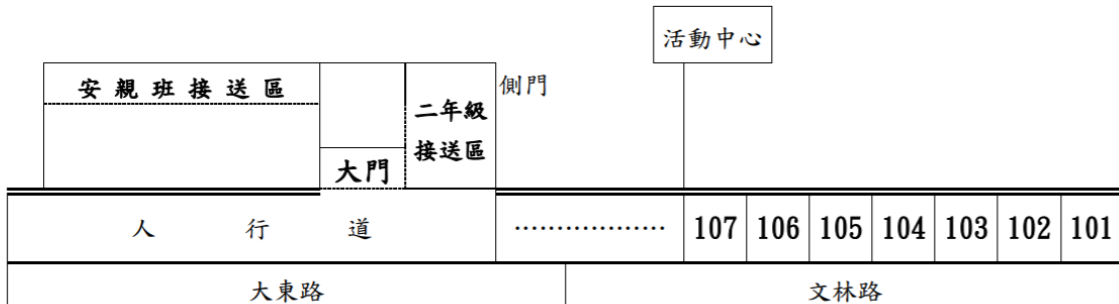 活動中心
安親班接送區
側門
二年級
接送區
大門
人行道
………………
107 106 105 104 103 102 101
大東路
文林路